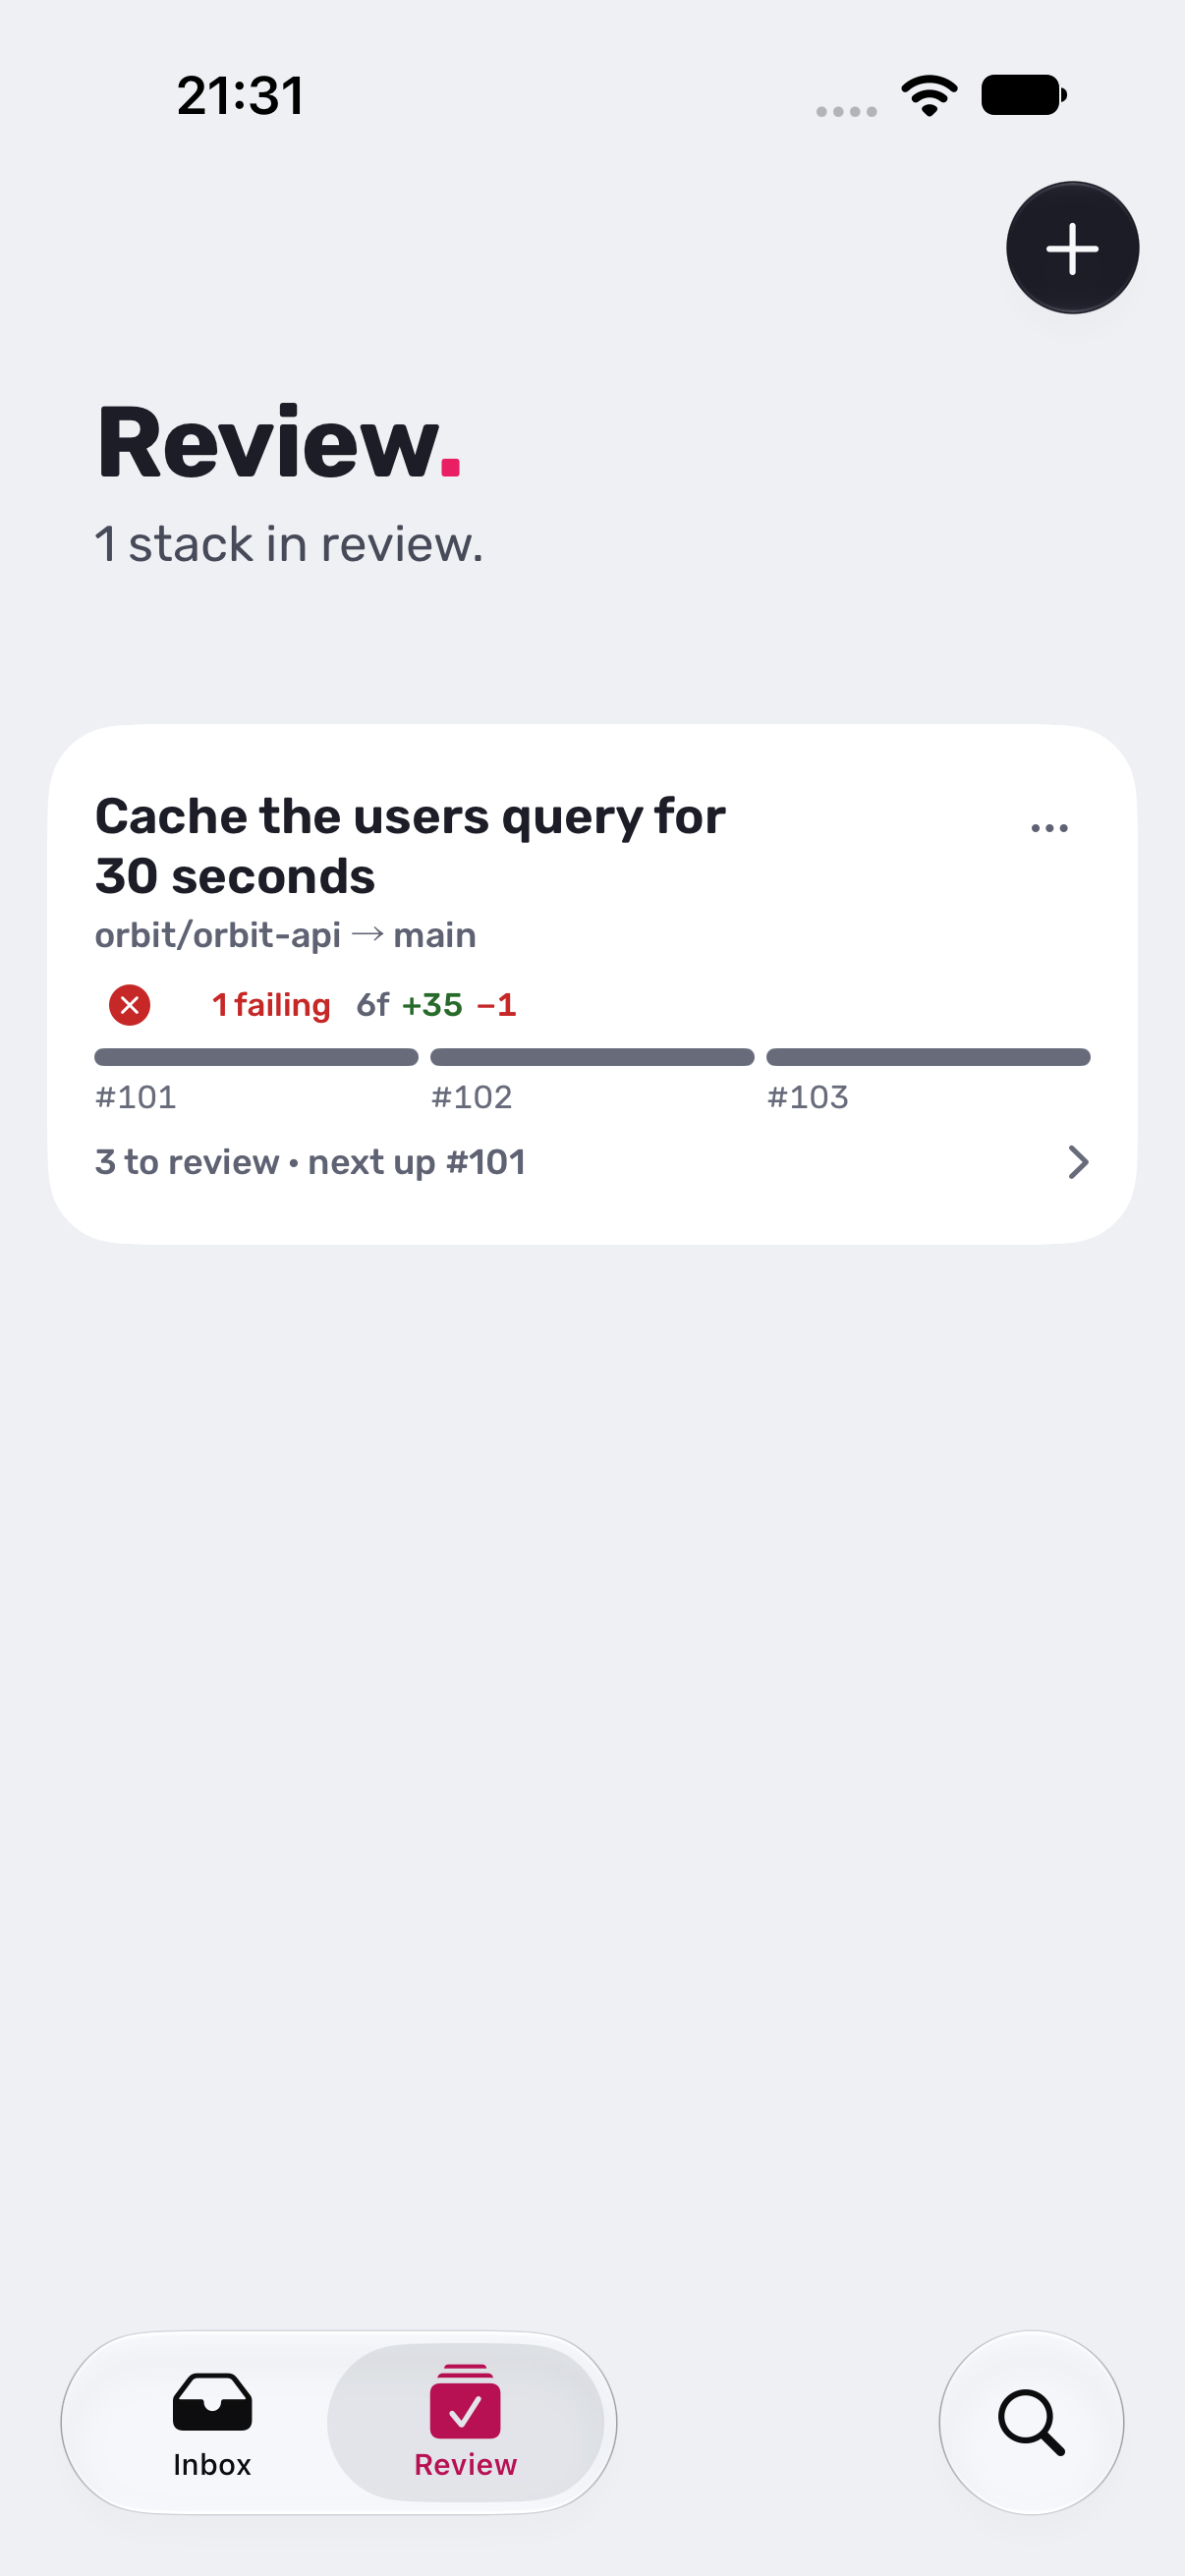 21:31
Review.
1 stack in review.
Cache the users query for
30 seconds
orbit/orbit-api → main
1 failing 6f +35 −1
#101 #102 #103
3 to review • next up #101
Inbox Review